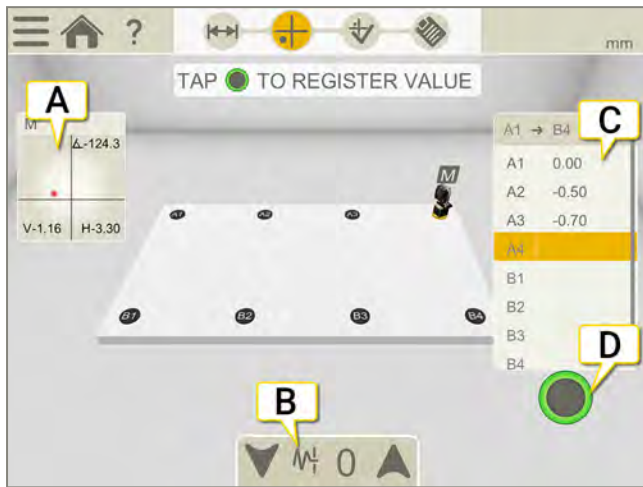 ?
mm
TAP TO REGISTER VALUE
A
M
∡-124.3
V-1.16 H-3.30
M
A1 A2 A3
B1 B2 B3 B4
C
A1 → B4
A1 0.00
A2 -0.50
A3 -0.70
A4
B1
B2
B3
B4
D
B
0